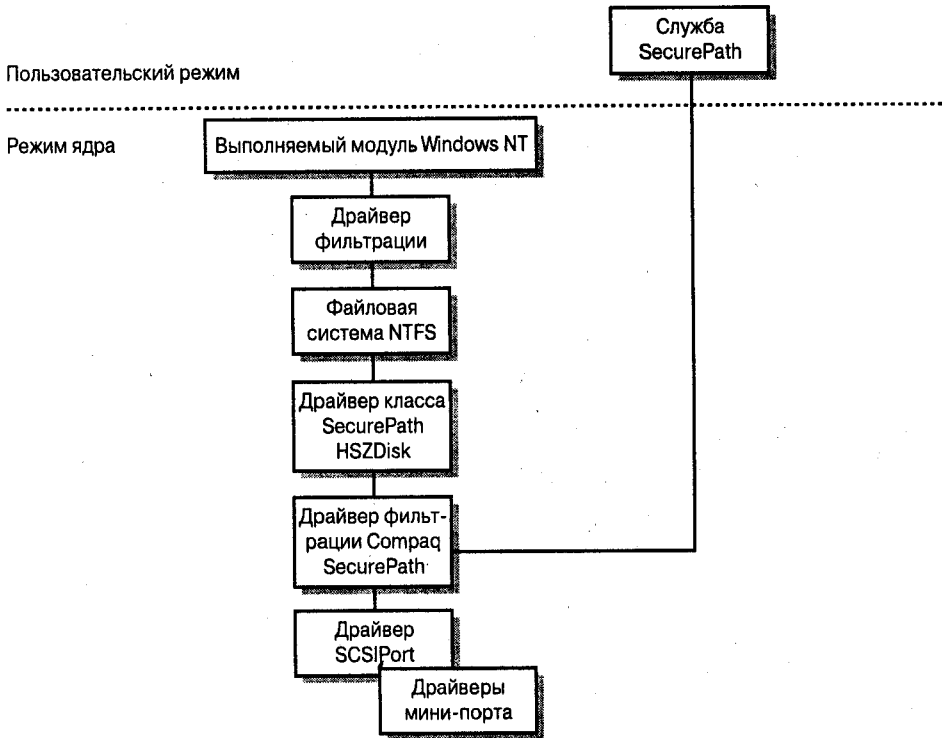 Служба
SecurePath
Пользовательский режим
Режим ядра
Выполняемый модуль Windows NT
Драйвер
фильтрации
Файловая
система NTFS
Драйвер класса
SecurePath
HSZDisk
Драйвер фильт-
рации Compaq
SecurePath
Драйвер
SCSIPort
Драйверы
мини-порта